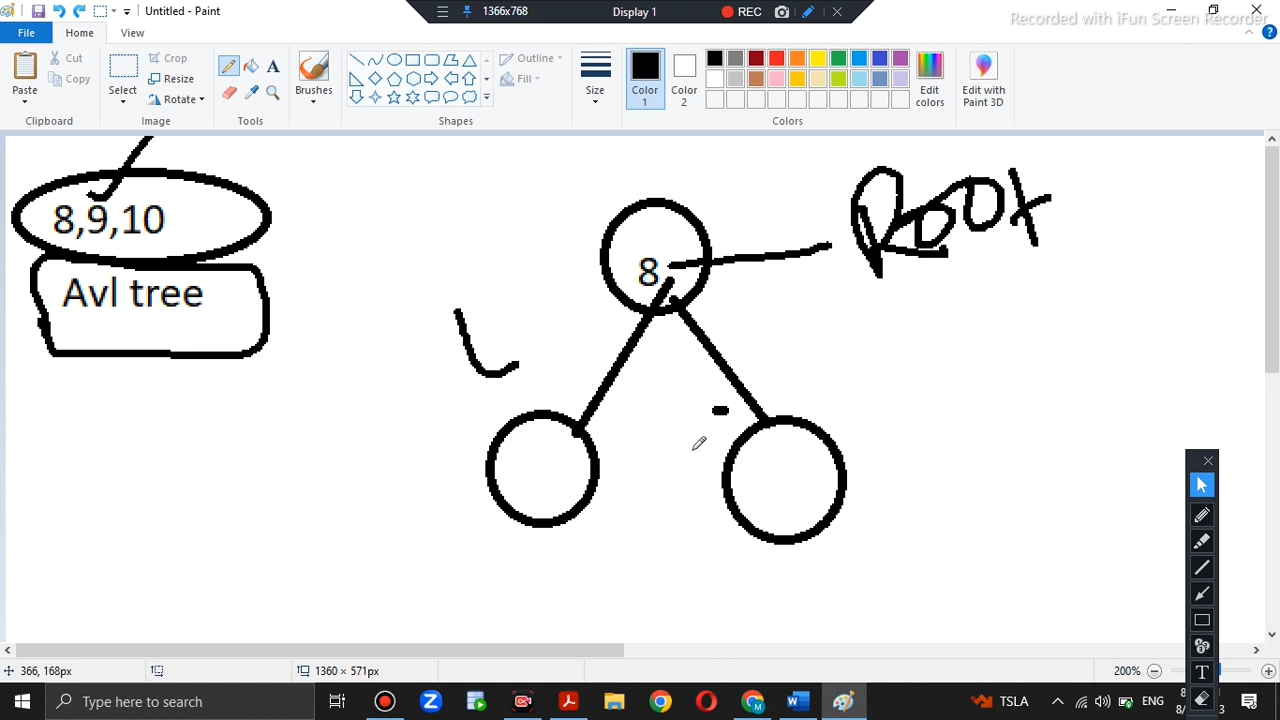 Untitled - Paint
1366x768
Display 1
REC
Recorded with iFun Screen Recorder
File
Home
View
Paste
Cut
Copy
Clipboard
Select
Crop
Resize
Rotate
Image
A
Tools
Brushes
Shapes
Outline
Fill
Size
Color 1
Color 2
Edit colors
Edit with Paint 3D
Colors
8,9,10
Avl tree
8
Root
366, 168px
1360 × 571px
200%
Type here to search
TSLA
ENG